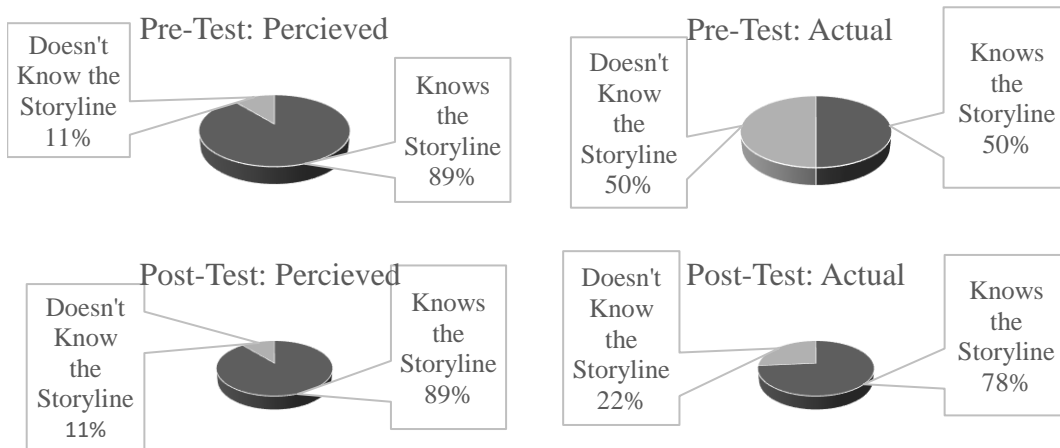 Pre-Test: Percieved
Doesn't
Know the
Storyline
11%
Knows
the
Storyline
89%
Pre-Test: Actual
Doesn't
Know
the
Storyline
50%
Knows
the
Storyline
50%
Post-Test: Percieved
Doesn't
Know
the
Storyline
11%
Knows
the
Storyline
89%
Post-Test: Actual
Doesn't
Know
the
Storyline
22%
Knows
the
Storyline
78%